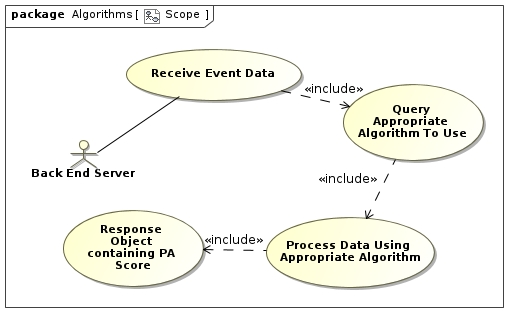 package Algorithms [ Scope ]
Receive Event Data
«include»
Query
Appropriate
Algorithm To Use
Back End Server
«include»
Response
Object
containing PA
Score
«include»
Process Data Using
Appropriate Algorithm